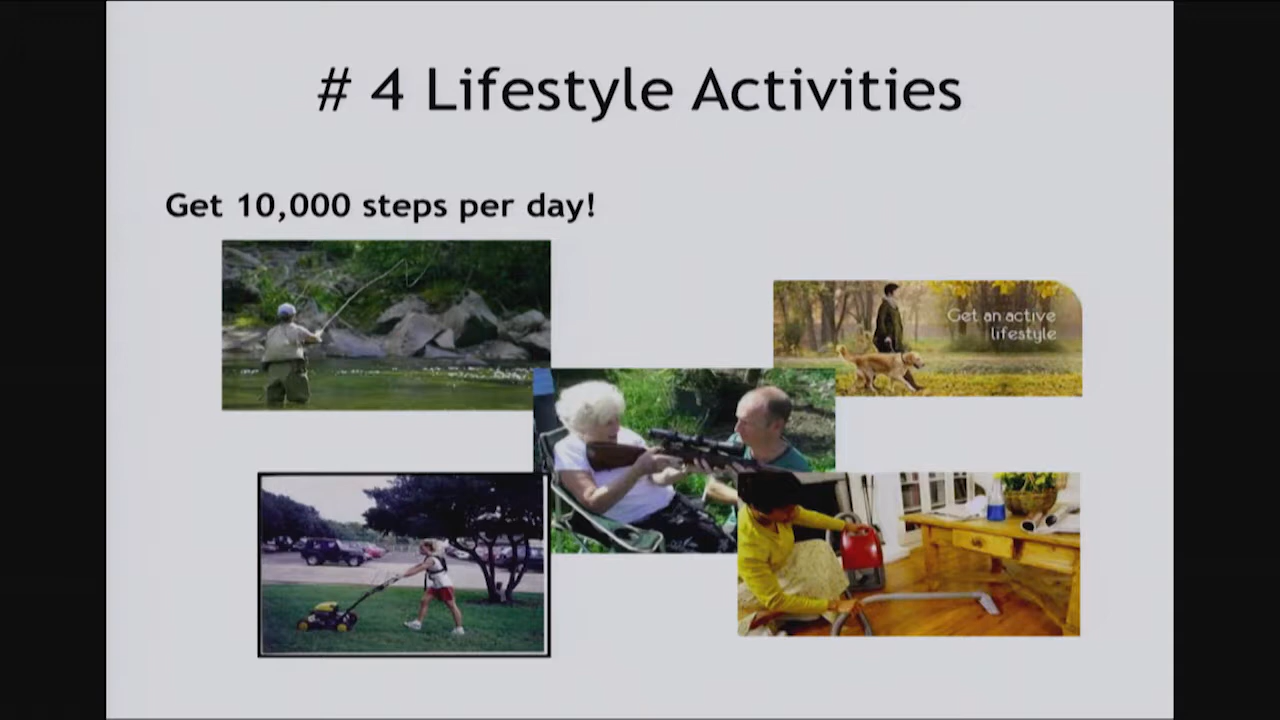 # 4 Lifestyle Activities
Get 10,000 steps per day!
Get an active
lifestyle